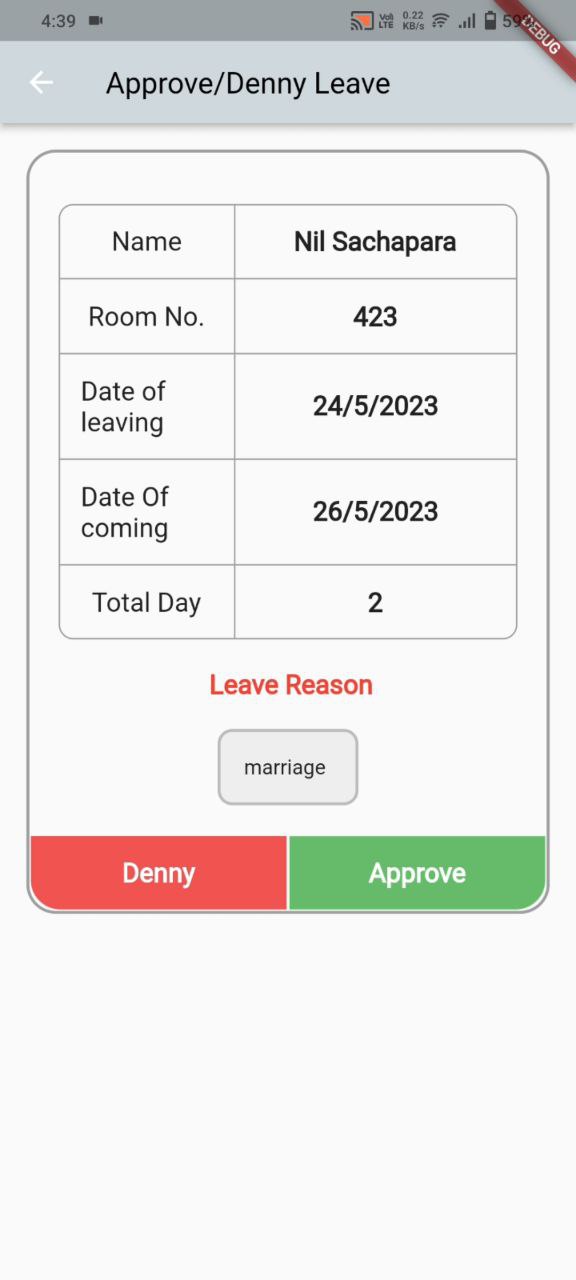 4:39 Vo) LTE 0.22 KB/s
DEBUG
Approve/Denny Leave
Name Nil Sachapara
Room No. 423
Date of
leaving 24/5/2023
Date Of
coming 26/5/2023
Total Day 2
Leave Reason
marriage
Denny Approve